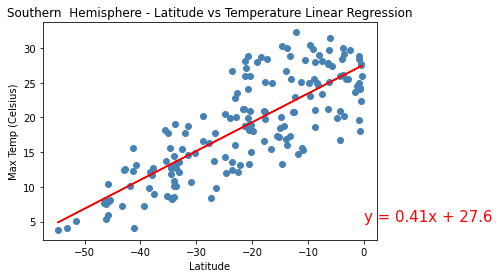 Southern  Hemisphere - Latitude vs Temperature Linear Regression
Max Temp (Celsius)
30
25
20
15
10
5
y = 0.41x + 27.6
−50 −40 −30 −20 −10 0
Latitude